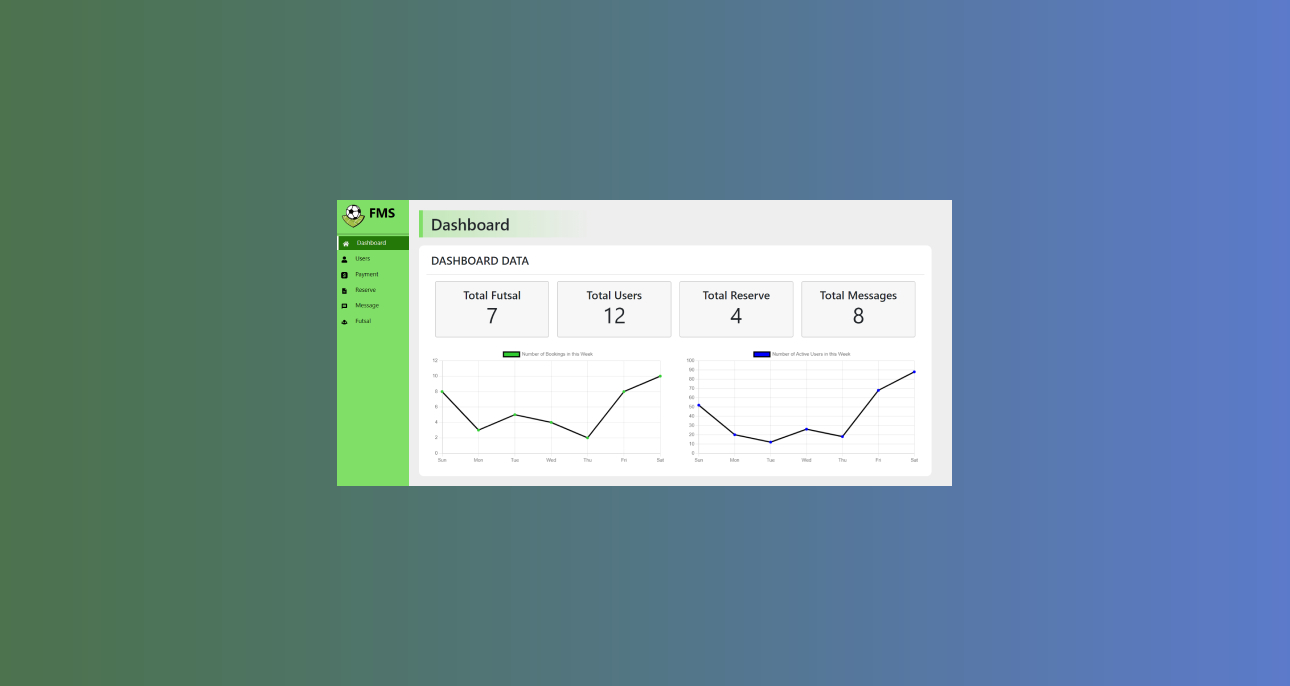 FMS
Dashboard
Users
Payment
Reserve
Message
Futsal
Dashboard
DASHBOARD DATA
Total Futsal
7
Total Users
12
Total Reserve
4
Total Messages
8
Number of Bookings in this Week
12
10
8
6
4
2
0
Sun Mon Tue Wed Thu Fri Sat
Number of Active Users in this Week
100
90
80
70
60
50
40
30
20
10
0
Sun Mon Tue Wed Thu Fri Sat